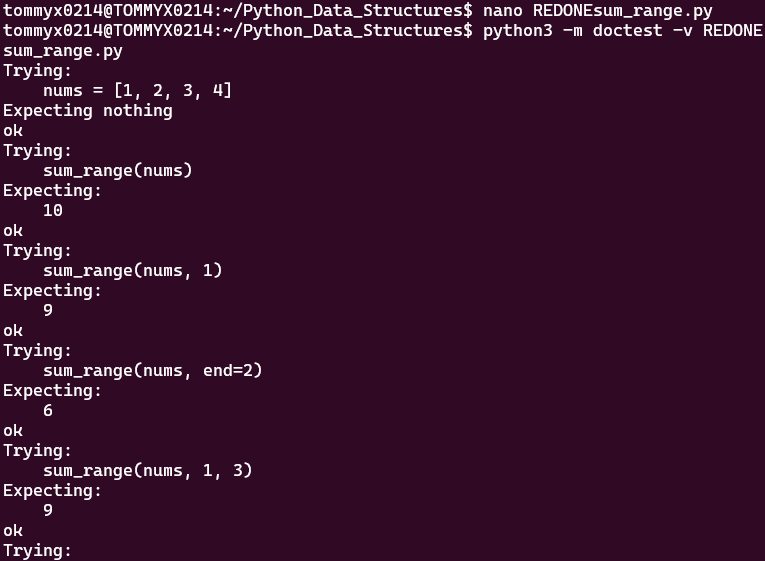 tommyx0214@TOMMYX0214:~/Python_Data_Structures$ nano REDONEsum_range.py
tommyx0214@TOMMYX0214:~/Python_Data_Structures$ python3 -m doctest -v REDONE
sum_range.py
Trying:
    nums = [1, 2, 3, 4]
Expecting nothing
ok
Trying:
    sum_range(nums)
Expecting:
    10
ok
Trying:
    sum_range(nums, 1)
Expecting:
    9
ok
Trying:
    sum_range(nums, end=2)
Expecting:
    6
ok
Trying:
    sum_range(nums, 1, 3)
Expecting:
    9
ok
Trying: